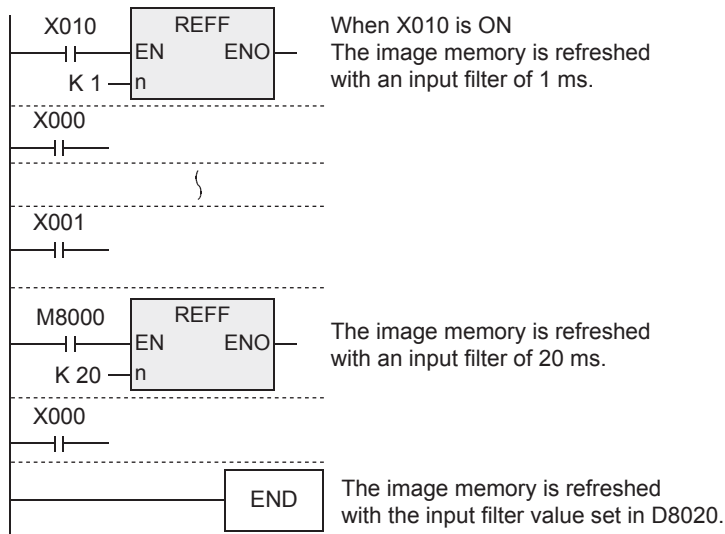 X010
REFF
EN ENO
K 1 n
When X010 is ON
The image memory is refreshed
with an input filter of 1 ms.
X000
X001
M8000
REFF
EN ENO
K 20 n
The image memory is refreshed
with an input filter of 20 ms.
X000
END
The image memory is refreshed
with the input filter value set in D8020.